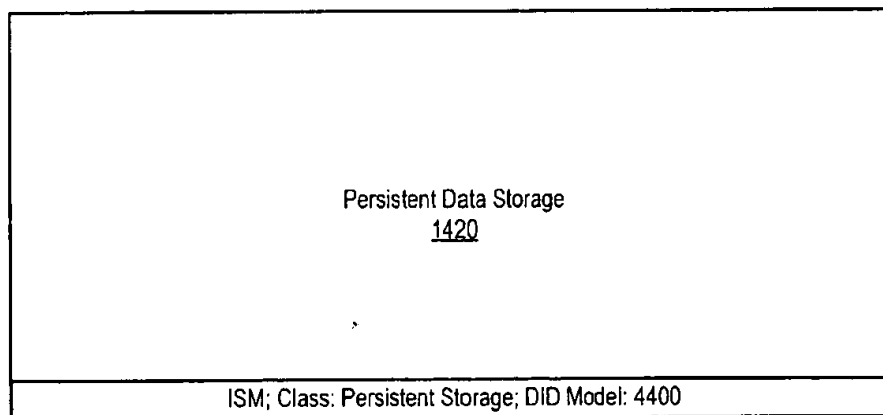 Persistent Data Storage
1420
ISM; Class: Persistent Storage; DID Model: 4400